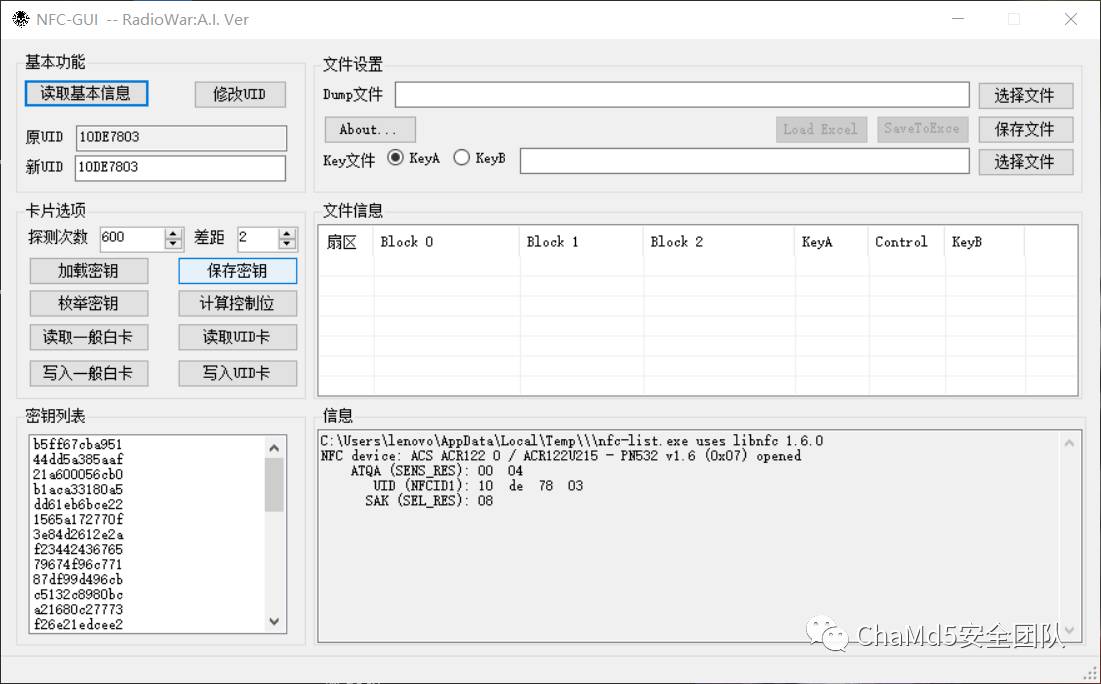 NFC-GUI -- RadioWar:A.I. Ver
基本功能
读取基本信息
修改UID
原UID
10DE7803
新UID
10DE7803
文件设置
Dump文件
选择文件
About...
Load Excel
SaveToExce
保存文件
Key文件
KeyA
KeyB
选择文件
卡片选项
探测次数
600
差距
2
加载密钥
保存密钥
枚举密钥
计算控制位
读取一般白卡
读取UID卡
写入一般白卡
写入UID卡
文件信息
扇区
Block 0
Block 1
Block 2
KeyA
Control
KeyB
密钥列表
b5ff67cba951
44dd5a385aaf
21a600056cb0
b1aca33180a5
dd61eb6bce22
1565a172770f
3e84d2612e2a
f23442436765
79674f96c771
87df99d496cb
c5132c8980bc
a21680c27773
f26e21edcee2
信息
C:\Users\lenovo\AppData\Local\Temp\\\nfc-list.exe uses libnfc 1.6.0
NFC device: ACS ACR122 0 / ACR122U215 - PN532 v1.6 (0x07) opened
ATQA (SENS_RES): 00 04
UID (NFCID1): 10 de 78 03
SAK (SEL_RES): 08
ChaMd5安全团队